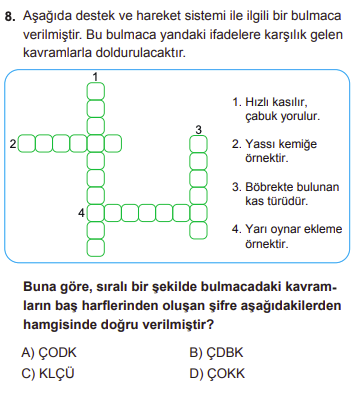 8. Aşağıda destek ve hareket sistemi ile ilgili bir bulmaca
verilmiştir. Bu bulmaca yandaki ifadelere karşılık gelen
kavramlarla doldurulacaktır.
1
2
3
4
1. Hızlı kasılır,
çabuk yorulur.
2. Yassı kemiğe
örnektir.
3. Böbrekte bulunan
kas türüdür.
4. Yarı oynar ekleme
örnektir.
Buna göre, sıralı bir şekilde bulmacadaki kavram-
ların baş harflerinden oluşan şifre aşağıdakilerden
hangisinde doğru verilmiştir?
A) ÇODK
B) ÇDBK
C) KLÇÜ
D) ÇOKK